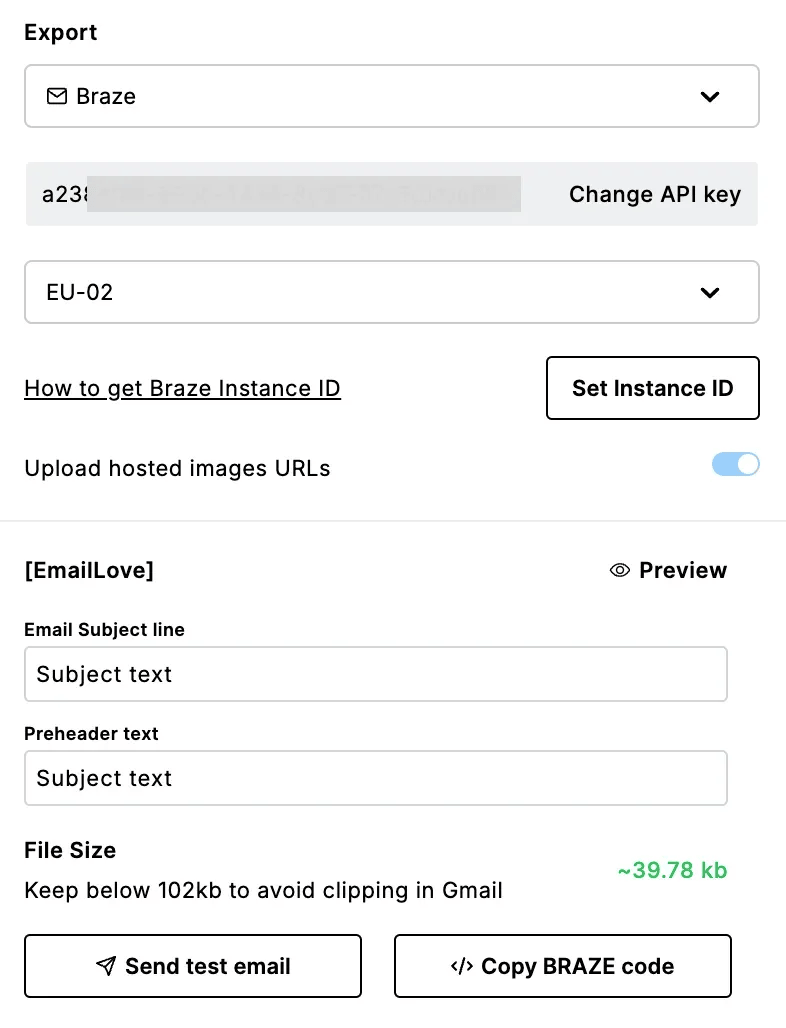 Export
Braze
a238
Change API key
EU-02
How to get Braze Instance ID
Set Instance ID
Upload hosted images URLs
[EmailLove]
Preview
Email Subject line
Subject text
Preheader text
Subject text
File Size
~39.78 kb
Keep below 102kb to avoid clipping in Gmail
Send test email
</> Copy BRAZE code